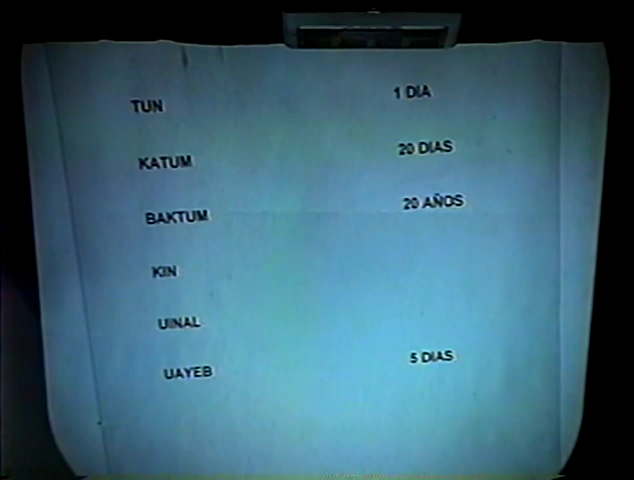 TUN 1 DIA
KATUM 20 DIAS
BAKTUM 20 AÑOS
KIN
UINAL
UAYEB 5 DIAS